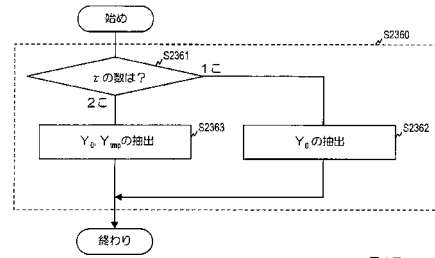 始め
S2360
S2361
τの数は?
1こ
2こ
S2363
Y₀, Yₜₘₚの抽出
S2362
Y₀の抽出
終わり